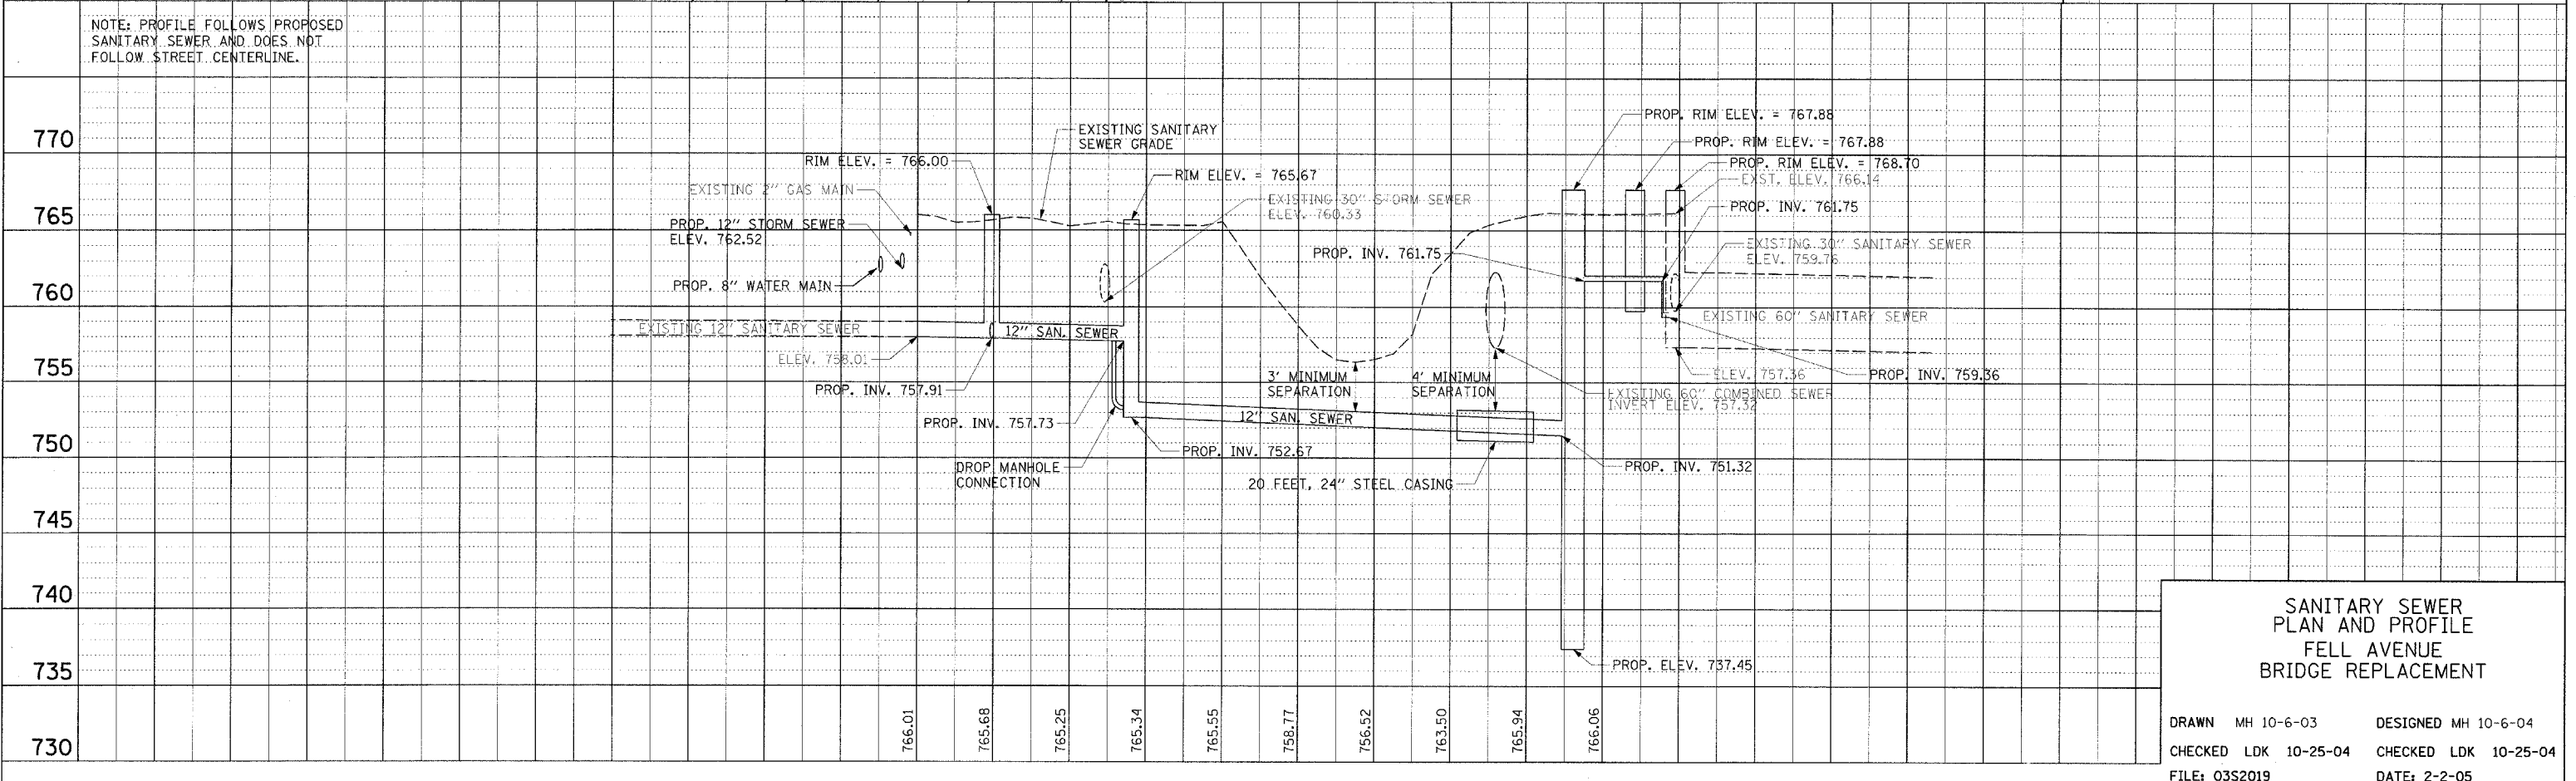 NOTE: PROFILE FOLLOWS PROPOSED
SANITARY SEWER AND DOES NOT
FOLLOW STREET CENTERLINE.
770
765
760
755
750
745
740
735
730
EXISTING SANITARY
SEWER GRADE
RIM ELEV. = 766.00
EXISTING 2" GAS MAIN
PROP. 12" STORM SEWER
ELEV. 762.52
PROP. 8" WATER MAIN
EXISTING 12" SANITARY SEWER
12" SAN. SEWER
ELEV. 758.01
PROP. INV. 757.91
PROP. INV. 757.73
DROP MANHOLE
CONNECTION
RIM ELEV. = 765.67
EXISTING 30" STORM SEWER
ELEV. 760.33
PROP. INV. 752.67
12" SAN. SEWER
3' MINIMUM
SEPARATION
4' MINIMUM
SEPARATION
20 FEET, 24" STEEL CASING
PROP. INV. 761.75
PROP. RIM ELEV. = 767.88
PROP. RIM ELEV. = 767.88
PROP. RIM ELEV. = 768.70
EXST. ELEV. 766.14
PROP. INV. 761.75
EXISTING 30" SANITARY SEWER
ELEV. 759.76
EXISTING 60" SANITARY SEWER
ELEV. 757.36
PROP. INV. 759.36
EXISTING 60" COMBINED SEWER
INVERT ELEV. 757.32
PROP. INV. 751.32
PROP. ELEV. 737.45
766.01
765.68
765.25
765.34
765.55
758.77
756.52
763.50
765.94
766.06
SANITARY SEWER
PLAN AND PROFILE
FELL AVENUE
BRIDGE REPLACEMENT
DRAWN MH 10-6-03 DESIGNED MH 10-6-04
CHECKED LDK 10-25-04 CHECKED LDK 10-25-04
FILE: 03S2019 DATE: 2-2-05